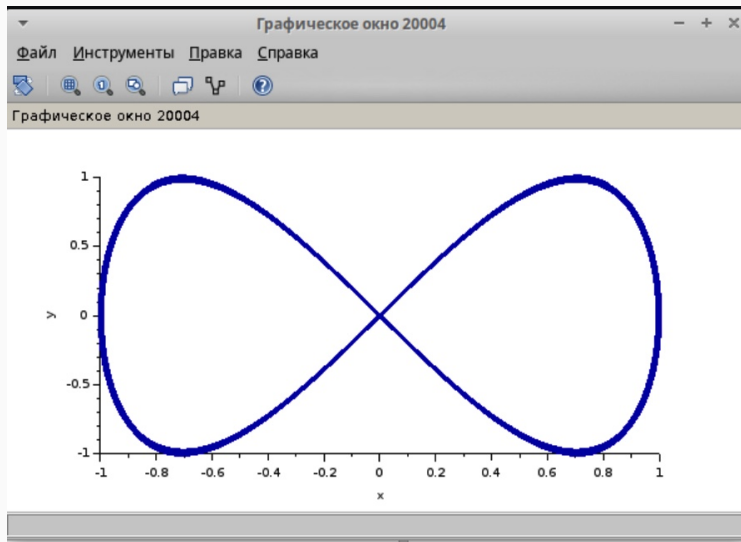 Графическое окно 20004
Файл Инструменты Правка Справка
Графическое окно 20004
1
0.5
y
0
-0.5
-1
-1 -0.8 -0.6 -0.4 -0.2 0 0.2 0.4 0.6 0.8 1
x